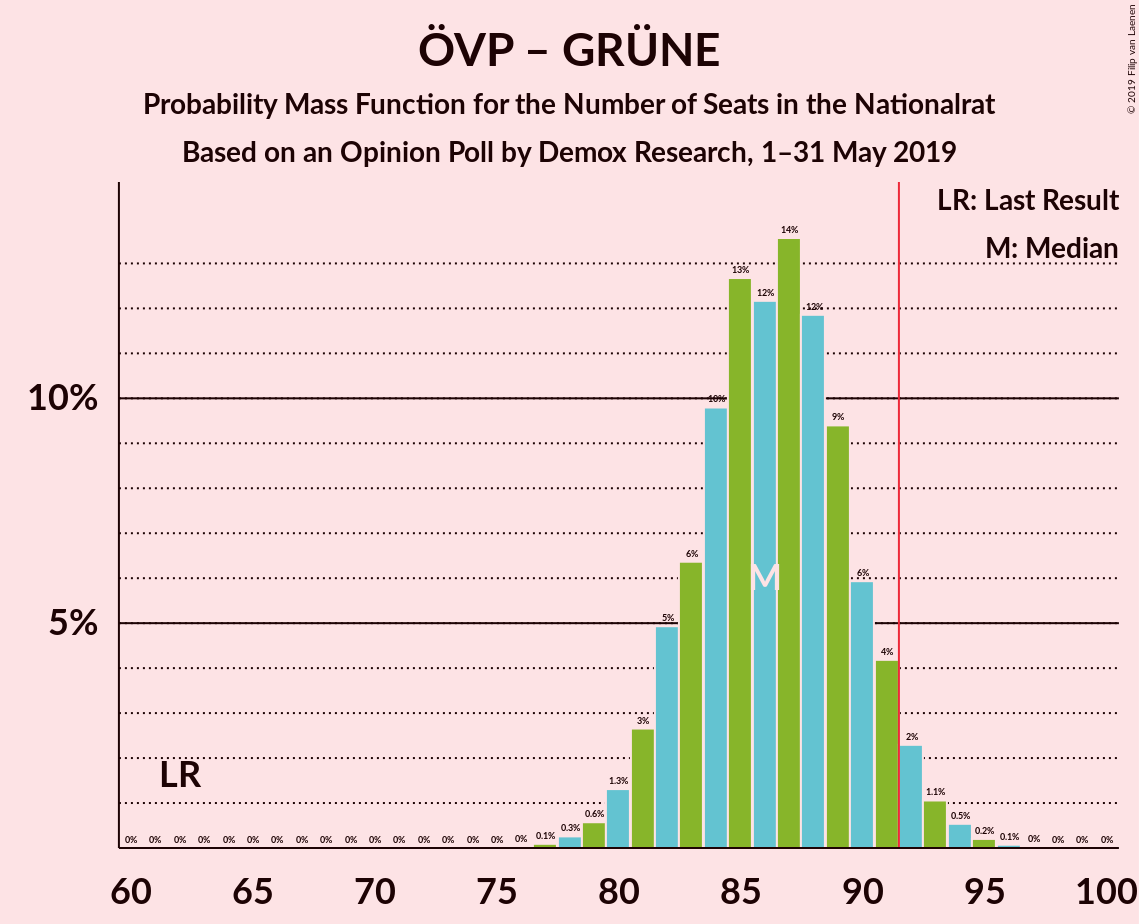 ÖVP – GRÜNE
Probability Mass Function for the Number of Seats in the Nationalrat
Based on an Opinion Poll by Demox Research, 1–31 May 2019
© 2019 Filip van Laenen
LR: Last Result
M: Median
10%
5%
LR
M
0% 0% 0% 0% 0% 0% 0% 0% 0% 0% 0% 0% 0% 0% 0% 0% 0% 0.1% 0.3% 0.6% 1.3% 3% 5% 6% 10% 13% 12% 14% 12% 9% 6% 4% 2% 1.1% 0.5% 0.2% 0.1% 0% 0% 0% 0%
60 65 70 75 80 85 90 95 100